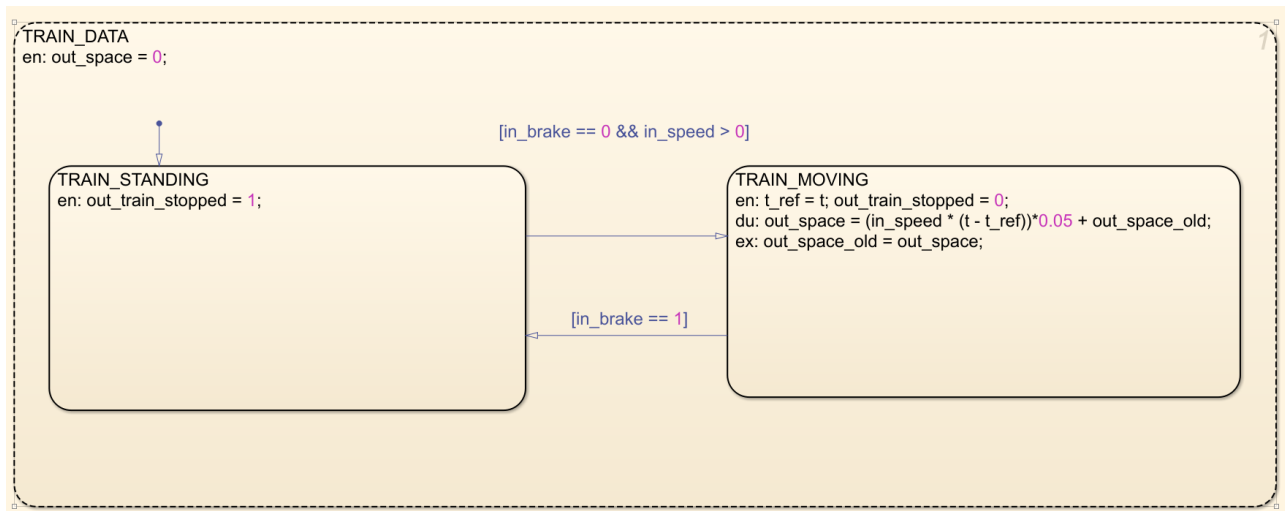 TRAIN_DATA
en: out_space = 0;
1
[in_brake == 0 && in_speed > 0]
TRAIN_STANDING
en: out_train_stopped = 1;
TRAIN_MOVING
en: t_ref = t; out_train_stopped = 0;
du: out_space = (in_speed * (t - t_ref))*0.05 + out_space_old;
ex: out_space_old = out_space;
[in_brake == 1]